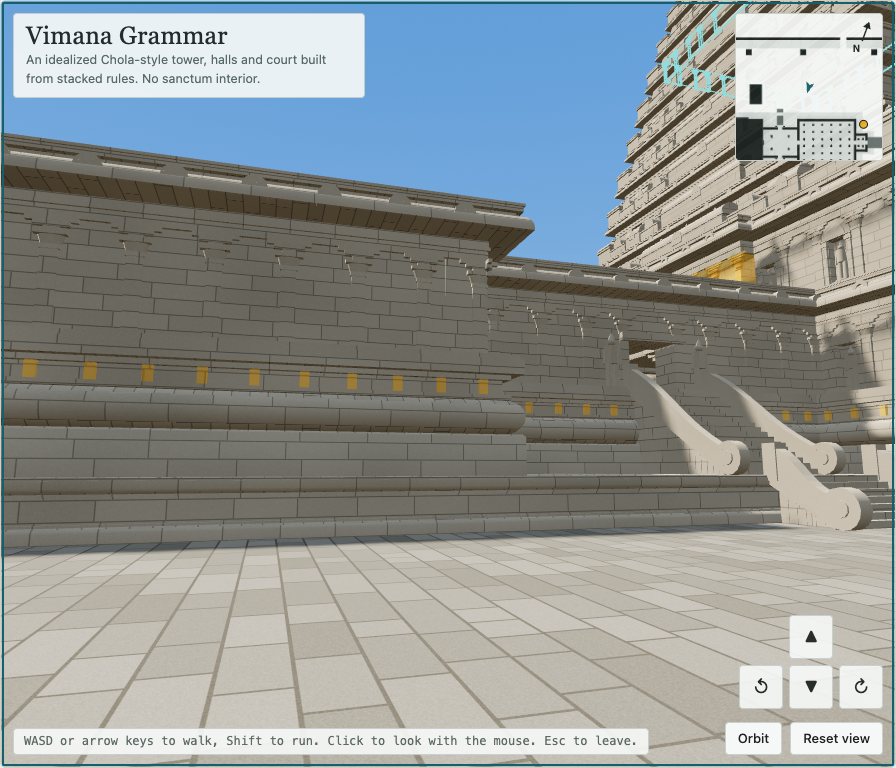 Vimana Grammar
An idealized Chola-style tower, halls and court built
from stacked rules. No sanctum interior.
N
WASD or arrow keys to walk, Shift to run. Click to look with the mouse. Esc to leave.
Orbit
Reset view